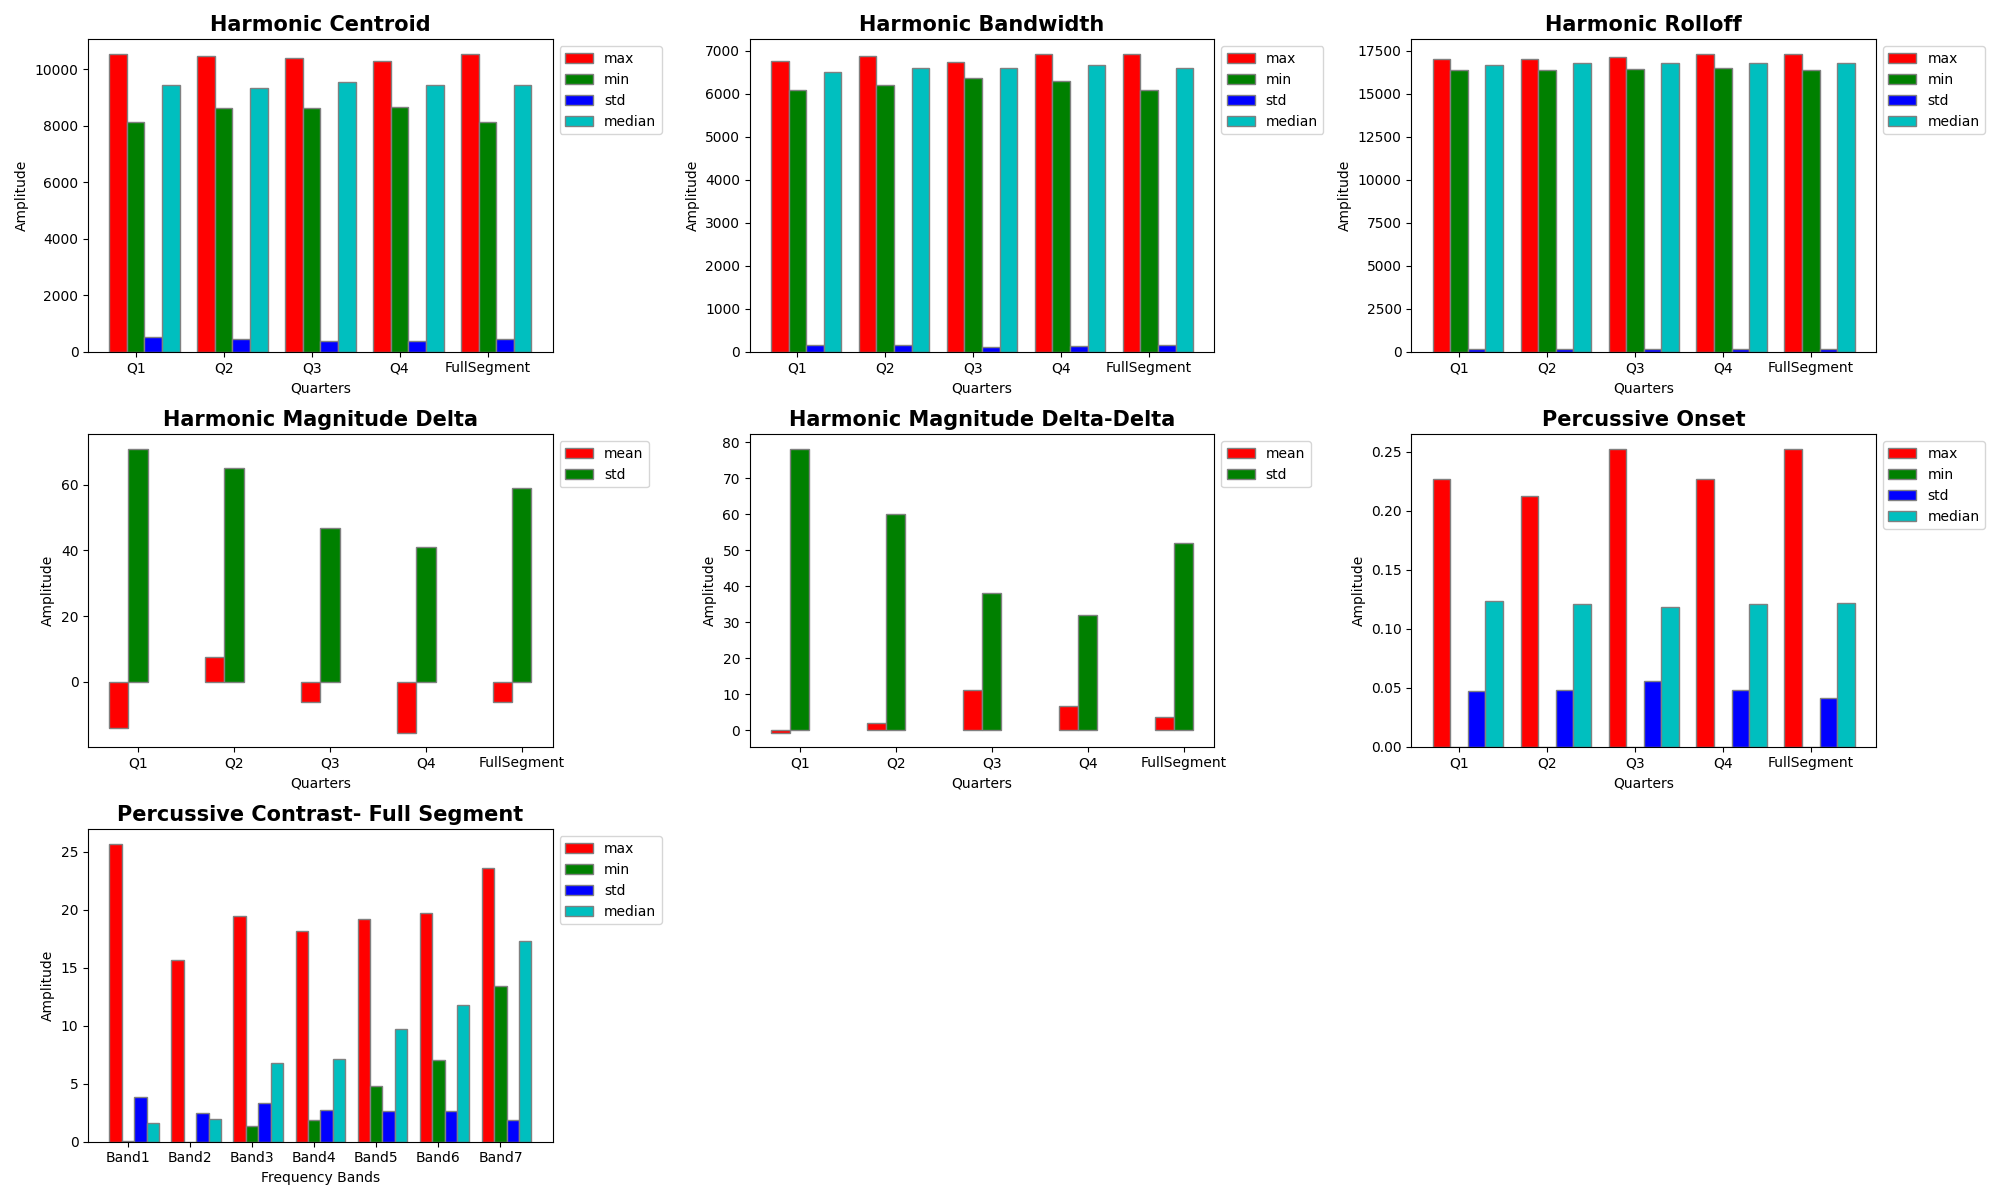 Harmonic Centroid
Amplitude
10000
8000
6000
4000
2000
0
Q1 Q2 Q3 Q4 FullSegment
Quarters
max
min
std
median
Harmonic Bandwidth
Amplitude
7000
6000
5000
4000
3000
2000
1000
0
Q1 Q2 Q3 Q4 FullSegment
Quarters
max
min
std
median
Harmonic Rolloff
Amplitude
17500
15000
12500
10000
7500
5000
2500
0
Q1 Q2 Q3 Q4 FullSegment
Quarters
max
min
std
median
Harmonic Magnitude Delta
Amplitude
60
40
20
0
Q1 Q2 Q3 Q4 FullSegment
Quarters
mean
std
Harmonic Magnitude Delta-Delta
Amplitude
80
70
60
50
40
30
20
10
0
Q1 Q2 Q3 Q4 FullSegment
Quarters
mean
std
Percussive Onset
Amplitude
0.25
0.20
0.15
0.10
0.05
0.00
Q1 Q2 Q3 Q4 FullSegment
Quarters
max
min
std
median
Percussive Contrast- Full Segment
Amplitude
25
20
15
10
5
0
Band1 Band2 Band3 Band4 Band5 Band6 Band7
Frequency Bands
max
min
std
median